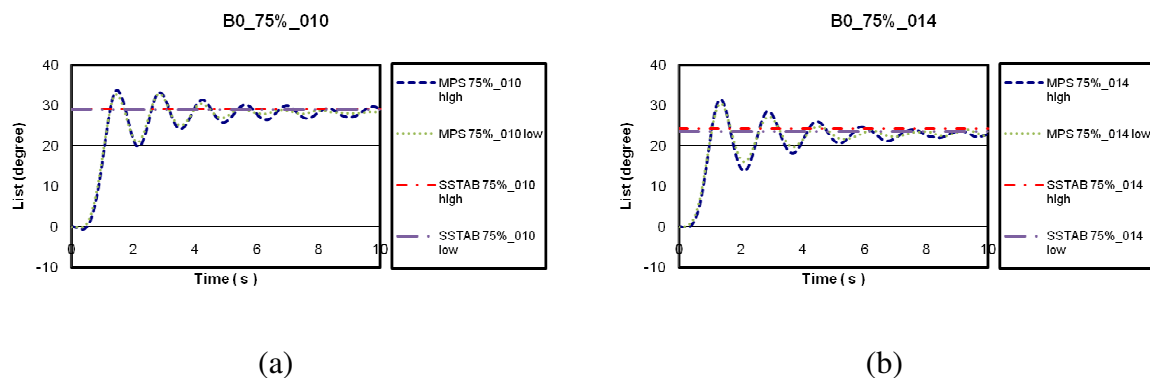 B0_75%_010
40
30
20
10
0
-10
List (degree)
0 2 4 6 8 10
Time ( s )
MPS 75%_010
high
MPS 75%_010 low
SSTAB 75%_010
high
SSTAB 75%_010
low
(a)
B0_75%_014
40
30
20
10
0
-10
List (degree)
0 2 4 6 8 10
Time ( s )
MPS 75%_014
high
MPS 75%_014 low
SSTAB 75%_014
high
SSTAB 75%_014
low
(b)